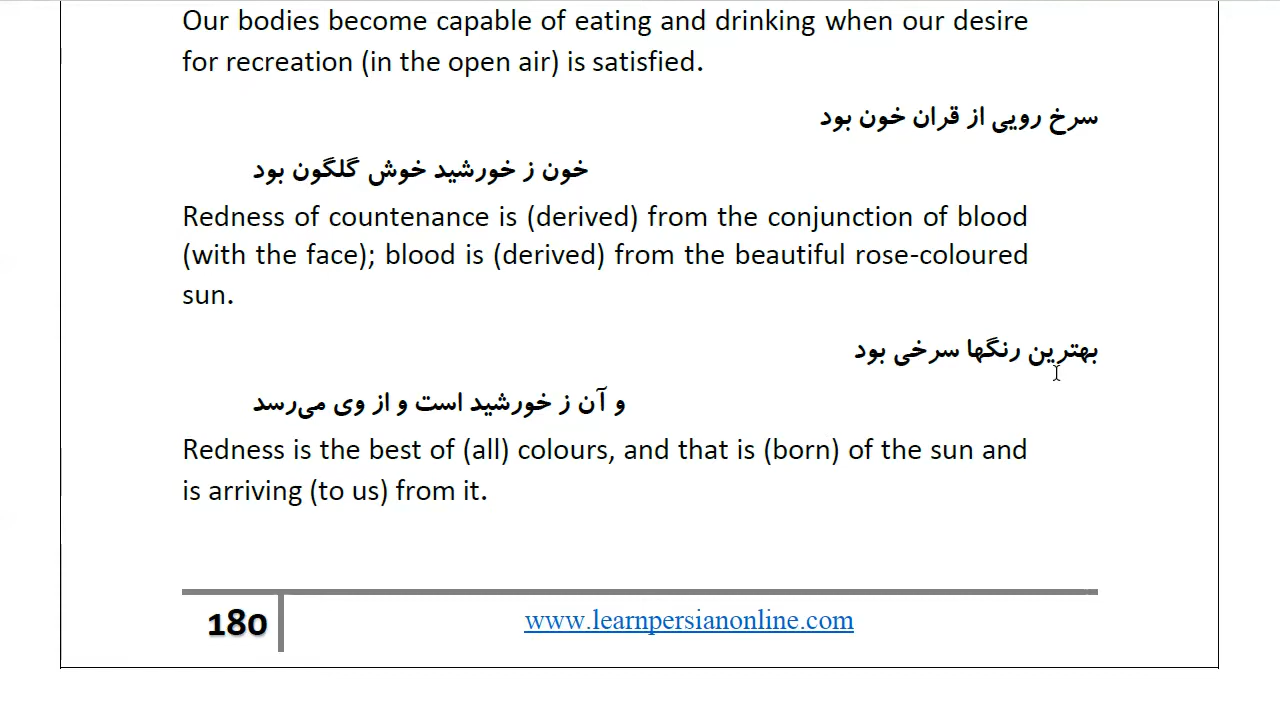 Our bodies become capable of eating and drinking when our desire
for recreation (in the open air) is satisfied.
سرخ رویی از قران خون بود
خون ز خورشید خوش گلگون بود
Redness of countenance is (derived) from the conjunction of blood
(with the face); blood is (derived) from the beautiful rose-coloured
sun.
بهترین رنگها سرخی بود
و آن ز خورشید است و از وی می‌رسد
Redness is the best of (all) colours, and that is (born) of the sun and
is arriving (to us) from it.
180
www.learnpersianonline.com